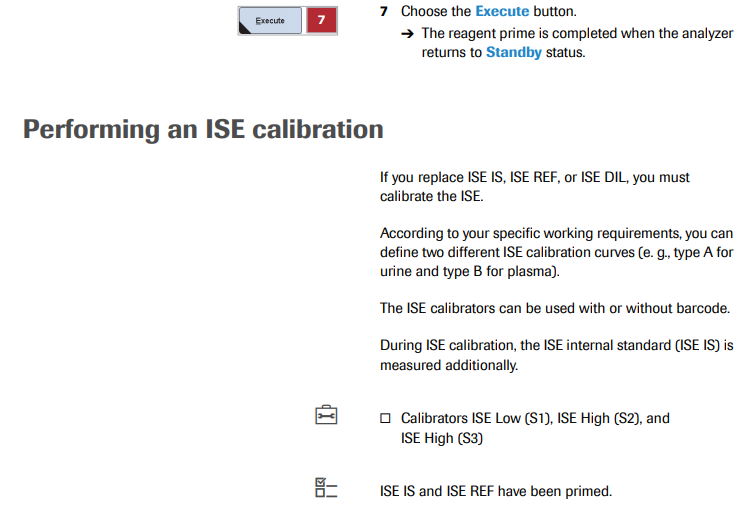 Execute 7
7 Choose the Execute button.
➔ The reagent prime is completed when the analyzer
returns to Standby status.
Performing an ISE calibration
If you replace ISE IS, ISE REF, or ISE DIL, you must
calibrate the ISE.
According to your specific working requirements, you can
define two different ISE calibration curves (e. g., type A for
urine and type B for plasma).
The ISE calibrators can be used with or without barcode.
During ISE calibration, the ISE internal standard (ISE IS) is
measured additionally.
□ Calibrators ISE Low (S1), ISE High (S2), and
ISE High (S3)
ISE IS and ISE REF have been primed.